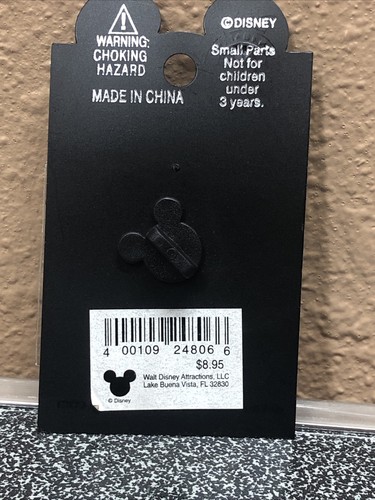 WARNING:
CHOKING
HAZARD
MADE IN CHINA
©DISNEY
Small Parts
Not for
children
under
3 years.
4 00109 24806 6
$8.95
Walt Disney Attractions, LLC
Lake Buena Vista, FL 32830
© Disney